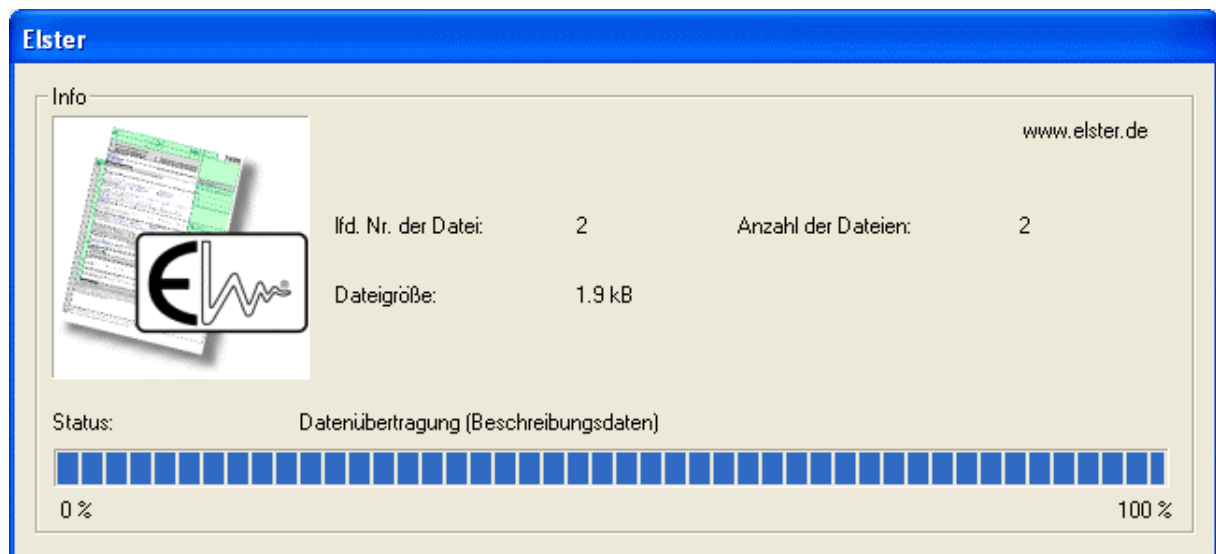 Elster
Info
www.elster.de
lfd. Nr. der Datei: 2 Anzahl der Dateien: 2
Dateigröße: 1.9 kB
Status: Datenübertragung (Beschreibungsdaten)
0 % 100 %